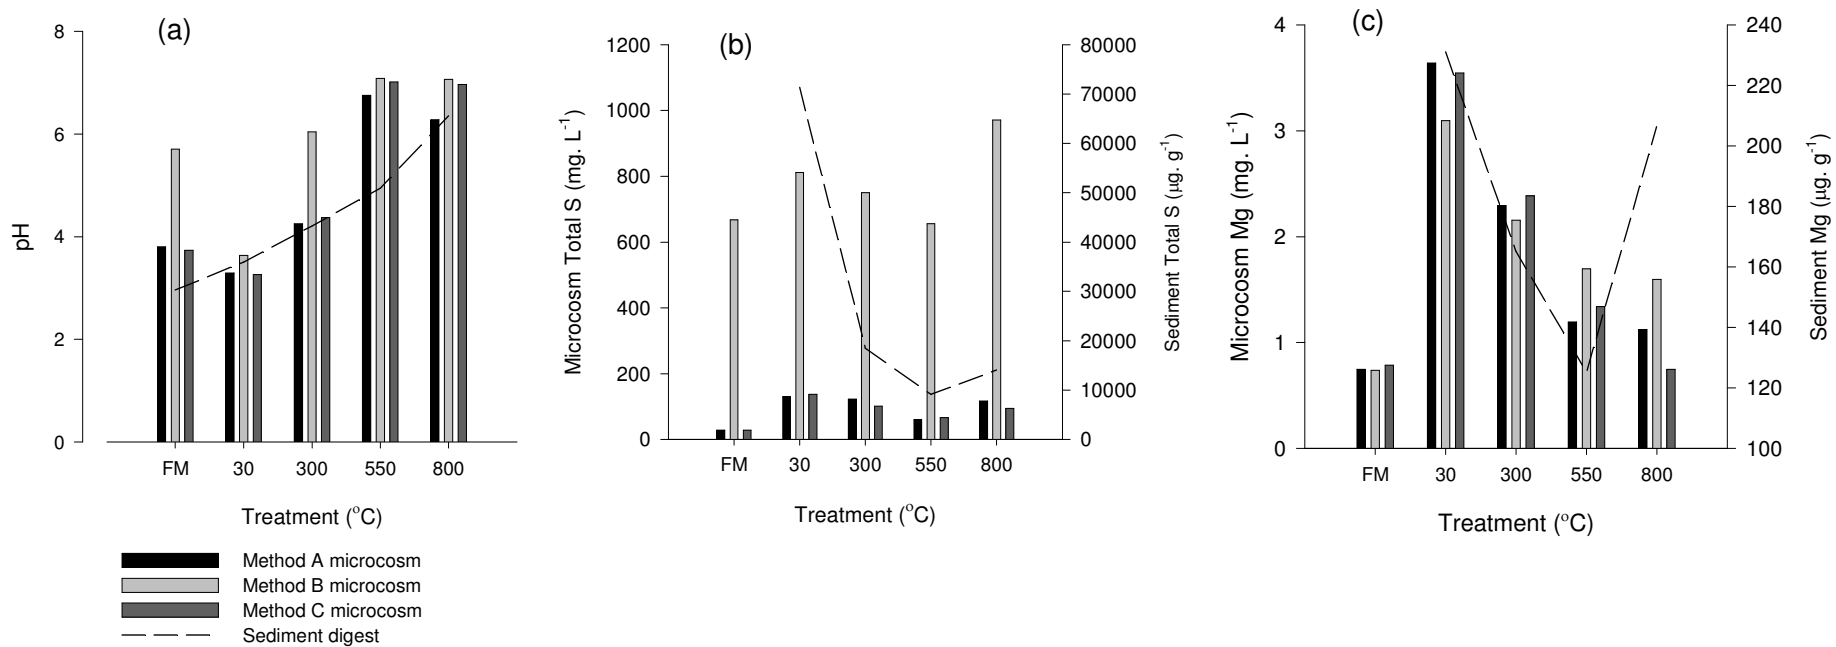 (a)
8
6
4
2
0
pH
FM 30 300 550 800
Treatment (°C)
(b)
1200
1000
800
600
400
200
0
Microcosm Total S (mg. L⁻¹)
80000
70000
60000
50000
40000
30000
20000
10000
0
Sediment Total S (µg. g⁻¹)
FM 30 300 550 800
Treatment (°C)
(c)
4
3
2
1
0
Microcosm Mg (mg. L⁻¹)
240
220
200
180
160
140
120
100
Sediment Mg (µg. g⁻¹)
FM 30 300 550 800
Treatment (°C)
Method A microcosm
Method B microcosm
Method C microcosm
Sediment digest